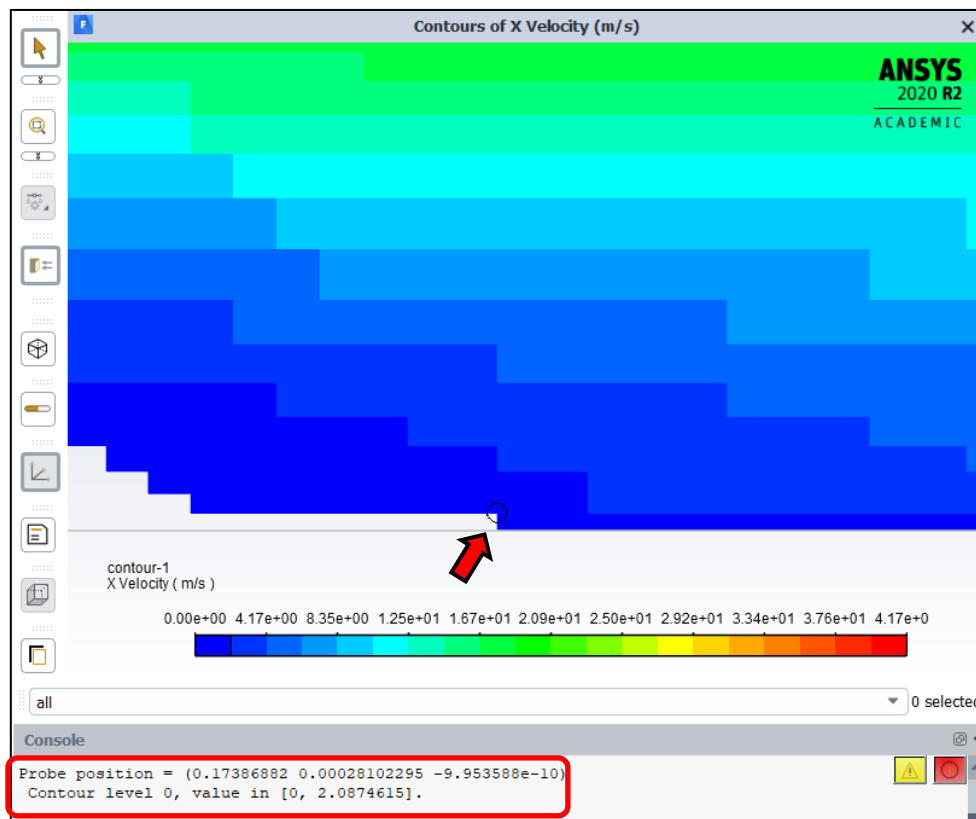 Contours of X Velocity (m/s)
ANSYS
2020 R2
ACADEMIC
contour-1
X Velocity ( m/s )
0.00e+00 4.17e+00 8.35e+00 1.25e+01 1.67e+01 2.09e+01 2.50e+01 2.92e+01 3.34e+01 3.76e+01 4.17e+0
all
0 selected
Console
Probe position = (0.17386882 0.00028102295 -9.953588e-10)
Contour level 0, value in [0, 2.0874615].